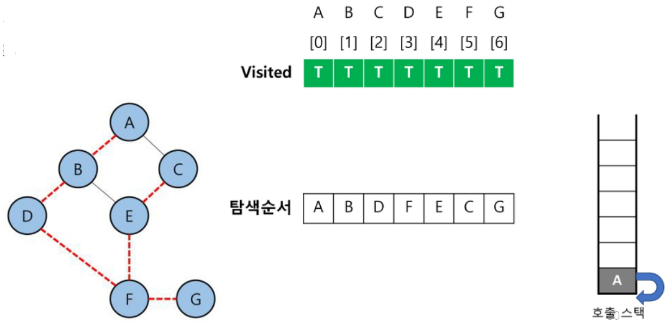 A B C D E F G
[0] [1] [2] [3] [4] [5] [6]
Visited T T T T T T T
A
B
C
D
E
F
G
탐색순서 A B D F E C G
A
호출 스택